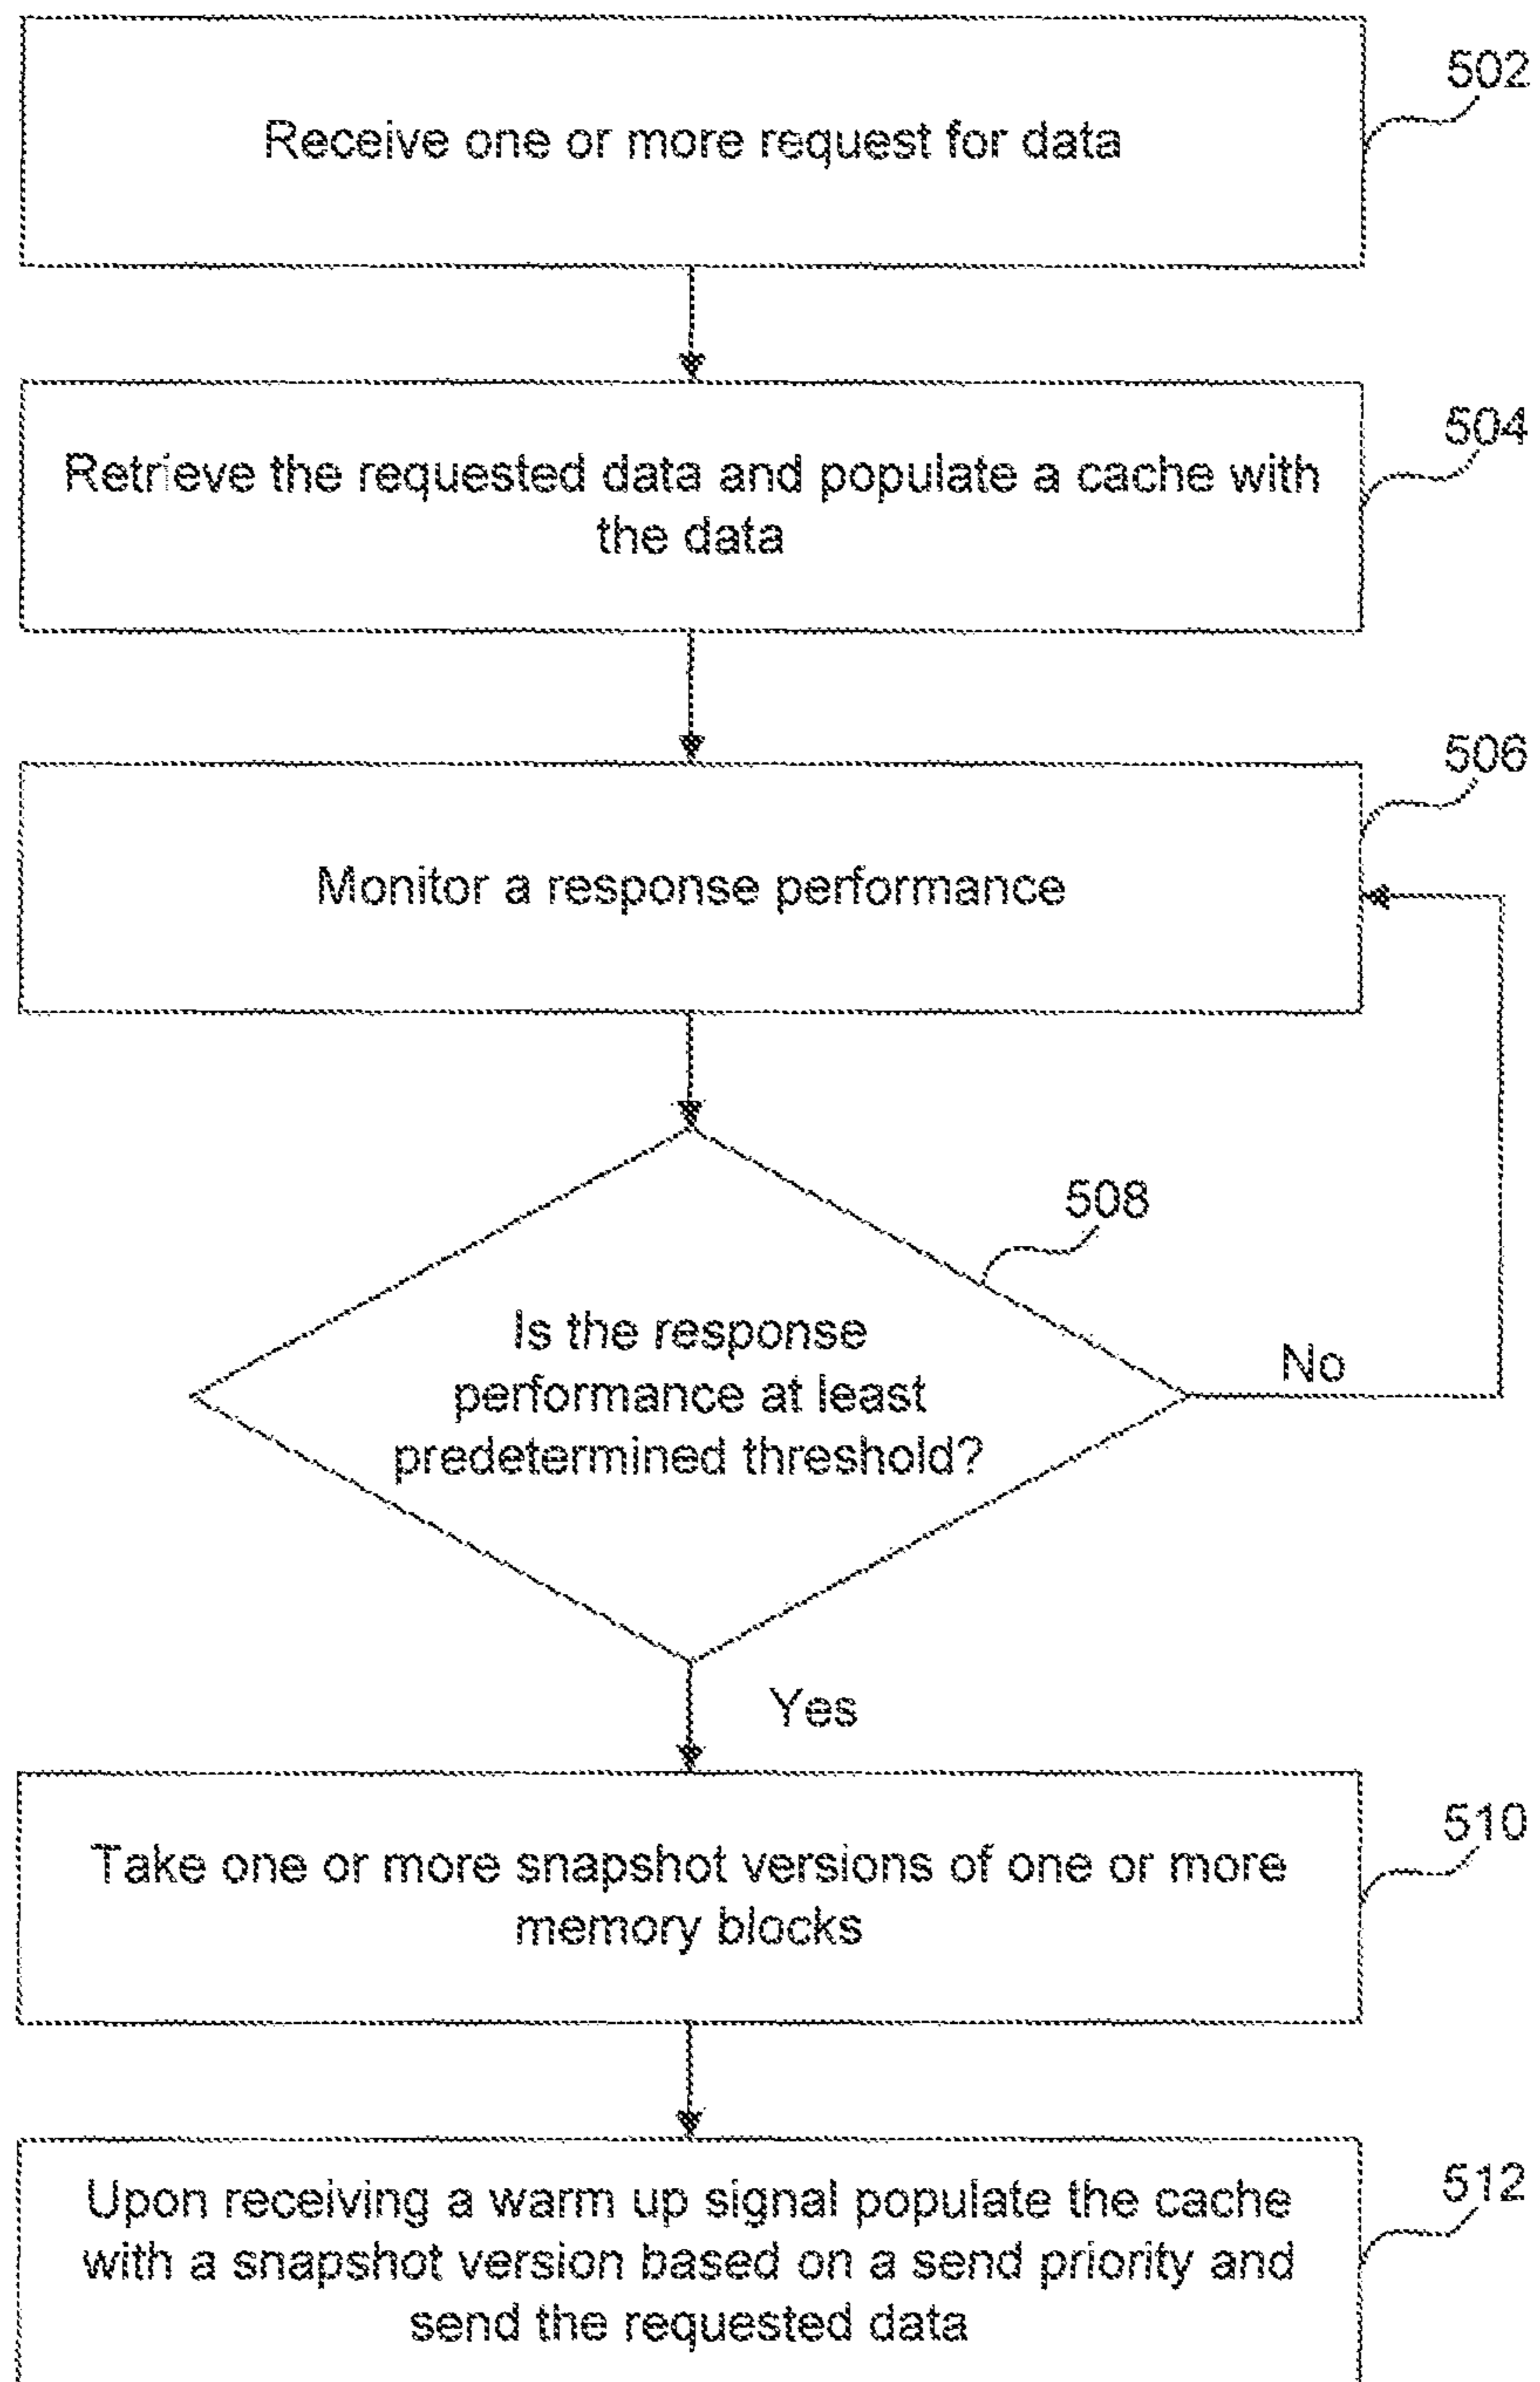 502
Receive one or more request for data
504
Retrieve the requested data and populate a cache with
the data
506
Monitor a response performance
508
Is the response
performance at least
predetermined threshold?
No
Yes
510
Take one or more snapshot versions of one or more
memory blocks
512
Upon receiving a warm up signal populate the cache
with a snapshot version based on a send priority and
send the requested data